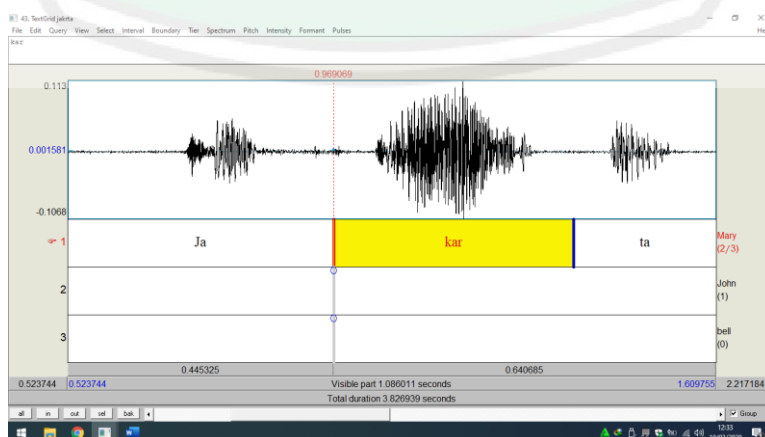 43. TextGrid jakrta
File Edit Query View Select Interval Boundary Tier Spectrum Pitch Intensity Formant Pulses He
kar
0.969069
0.113
0.001581
-0.1068
1 Ja kar ta Mary (2/3)
2 John (1)
3 bell (0)
0.445325 0.640685
0.523744 0.523744 Visible part 1.086011 seconds 1.609755 2.217184
Total duration 3.826939 seconds
all in out sel bak Group
12:33